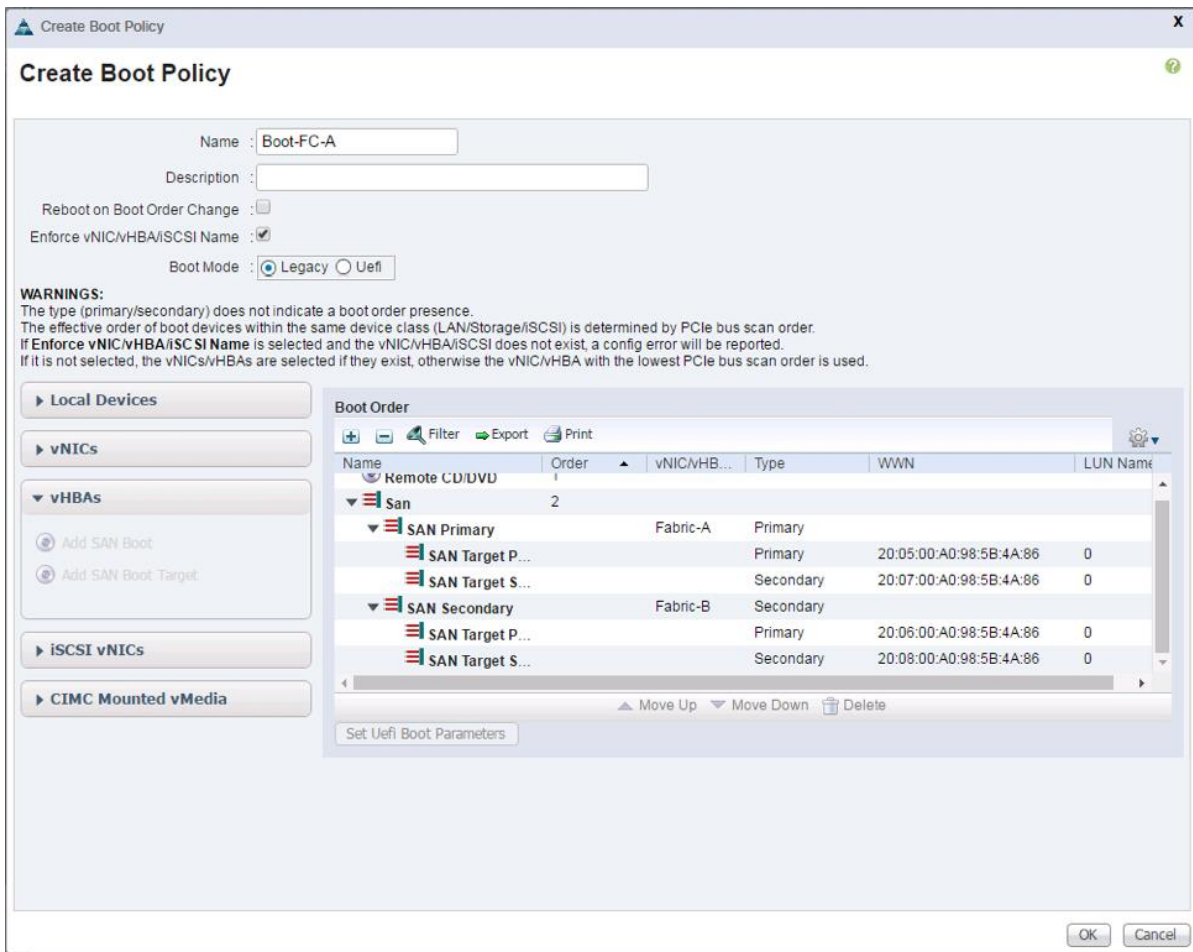 Create Boot Policy X
Create Boot Policy
?
Name : Boot-FC-A
Description :
Reboot on Boot Order Change :
Enforce vNIC/vHBA/iSCSI Name :
Boot Mode : Legacy Uefi
WARNINGS:
The type (primary/secondary) does not indicate a boot order presence.
The effective order of boot devices within the same device class (LAN/Storage/iSCSI) is determined by PCIe bus scan order.
If Enforce vNIC/vHBA/iSCSI Name is selected and the vNIC/vHBA/iSCSI does not exist, a config error will be reported.
If it is not selected, the vNICs/vHBAs are selected if they exist, otherwise the vNIC/vHBA with the lowest PCIe bus scan order is used.
Local Devices
vNICs
vHBAs
Add SAN Boot
Add SAN Boot Target
iSCSI vNICs
CIMC Mounted vMedia
Boot Order
Filter Export Print
Name Order vNIC/vHB... Type WWN LUN Name
Remote CD/DVD 1
San 2
SAN Primary Fabric-A Primary
SAN Target P... Primary 20:05:00:A0:98:5B:4A:86 0
SAN Target S... Secondary 20:07:00:A0:98:5B:4A:86 0
SAN Secondary Fabric-B Secondary
SAN Target P... Primary 20:06:00:A0:98:5B:4A:86 0
SAN Target S... Secondary 20:08:00:A0:98:5B:4A:86 0
Move Up Move Down Delete
Set Uefi Boot Parameters
OK Cancel